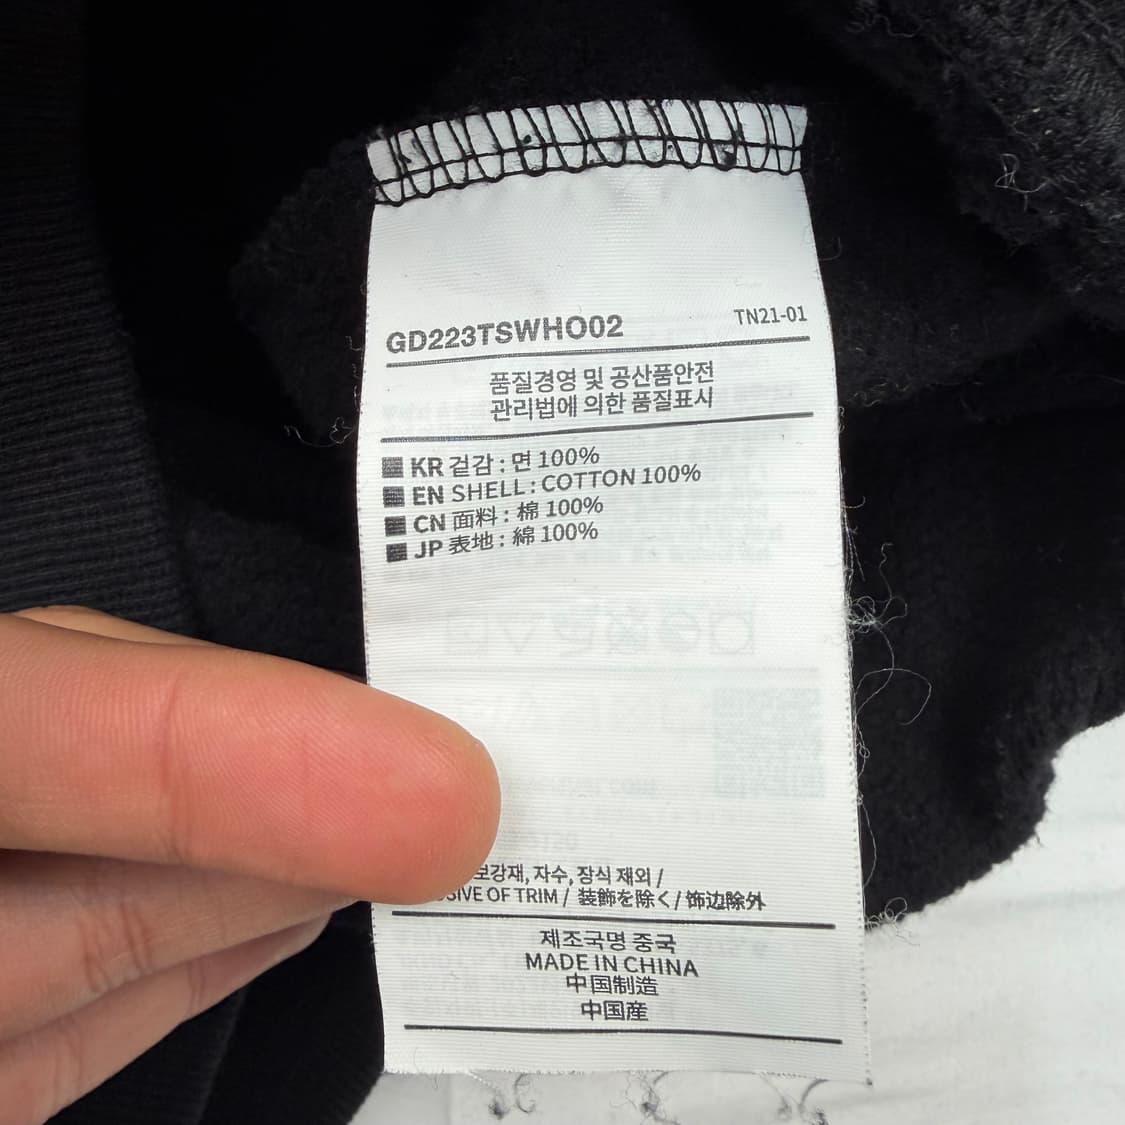 GD223TSWHO02
TN21-01
품질경영 및 공산품안전
관리법에 의한 품질표시
KR 겉감 : 면 100%
EN SHELL : COTTON 100%
CN 面料 : 棉 100%
JP 表地 : 綿 100%
보강재, 자수, 장식 제외 /
OF TRIM / 装飾を除く / 饰边除外
제조국명 중국
MADE IN CHINA
中国制造
中国産